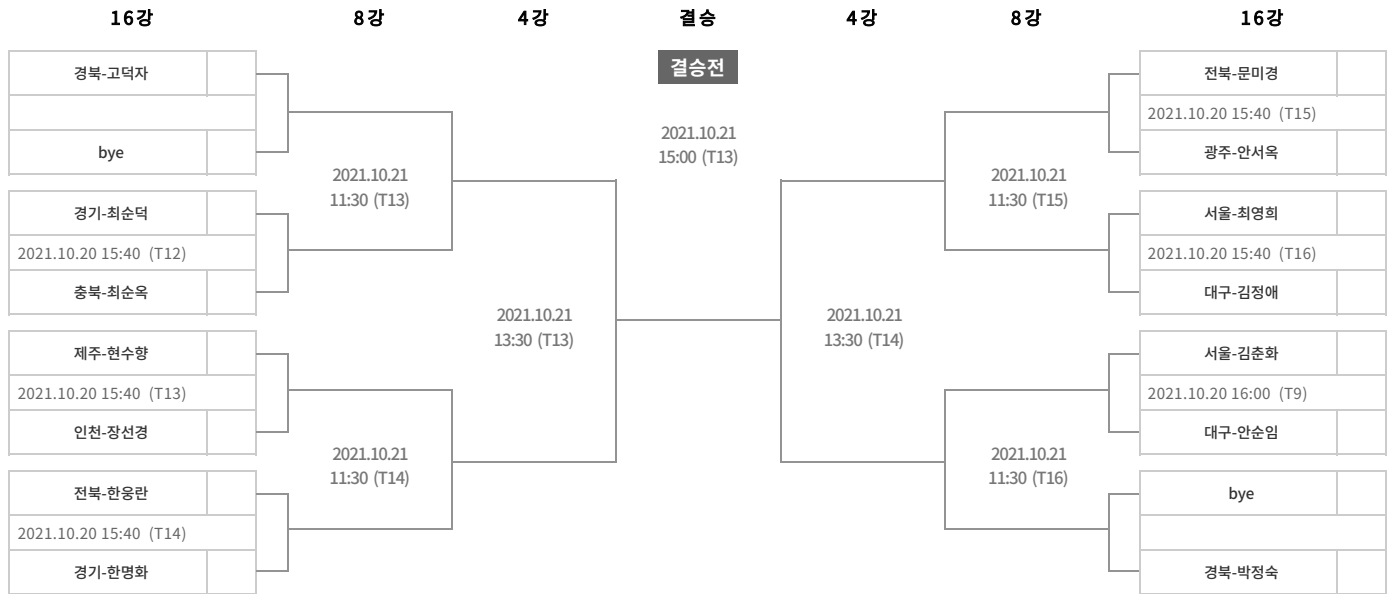 16강 8강 4강 결승 4강 8강 16강
결승전
2021.10.21
15:00 (T13)
경북-고덕자
bye
경기-최순덕
2021.10.20 15:40 (T12)
충북-최순옥
제주-현수향
2021.10.20 15:40 (T13)
인천-장선경
전북-한웅란
2021.10.20 15:40 (T14)
경기-한명화
2021.10.21
11:30 (T13)
2021.10.21
11:30 (T14)
2021.10.21
13:30 (T13)
2021.10.21
13:30 (T14)
2021.10.21
11:30 (T15)
2021.10.21
11:30 (T16)
전북-문미경
2021.10.20 15:40 (T15)
광주-안서옥
서울-최영희
2021.10.20 15:40 (T16)
대구-김정애
서울-김춘화
2021.10.20 16:00 (T9)
대구-안순임
bye
경북-박정숙